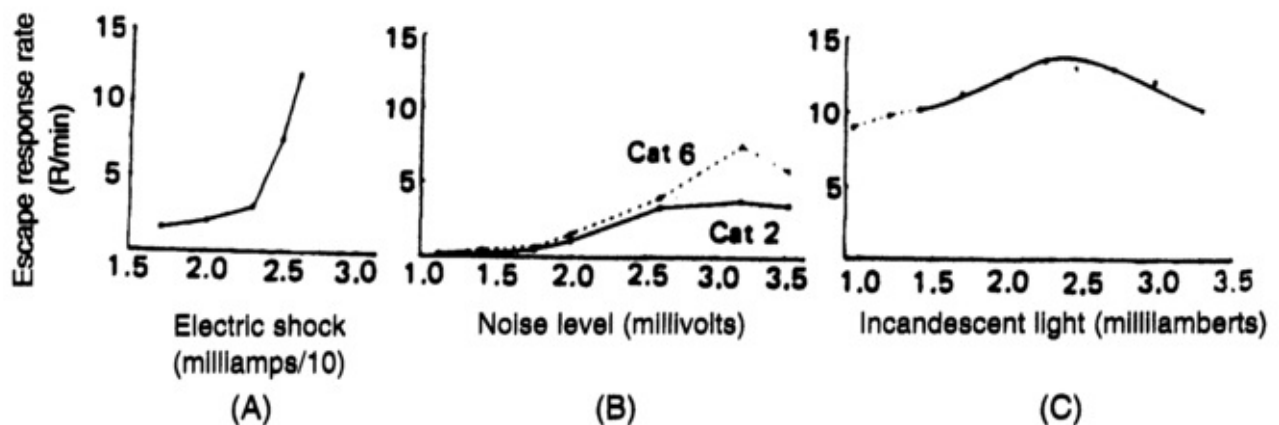 Escape response rate
(R/min)
15
10
5
1.5 2.0 2.5 3.0
Electric shock
(milliamps/10)
(A)
15
10
5
Cat 6
Cat 2
1.0 1.5 2.0 2.5 3.0 3.5
Noise level (millivolts)
(B)
15
10
5
1.0 1.5 2.0 2.5 3.0 3.5
Incandescent light (millilamberts)
(C)